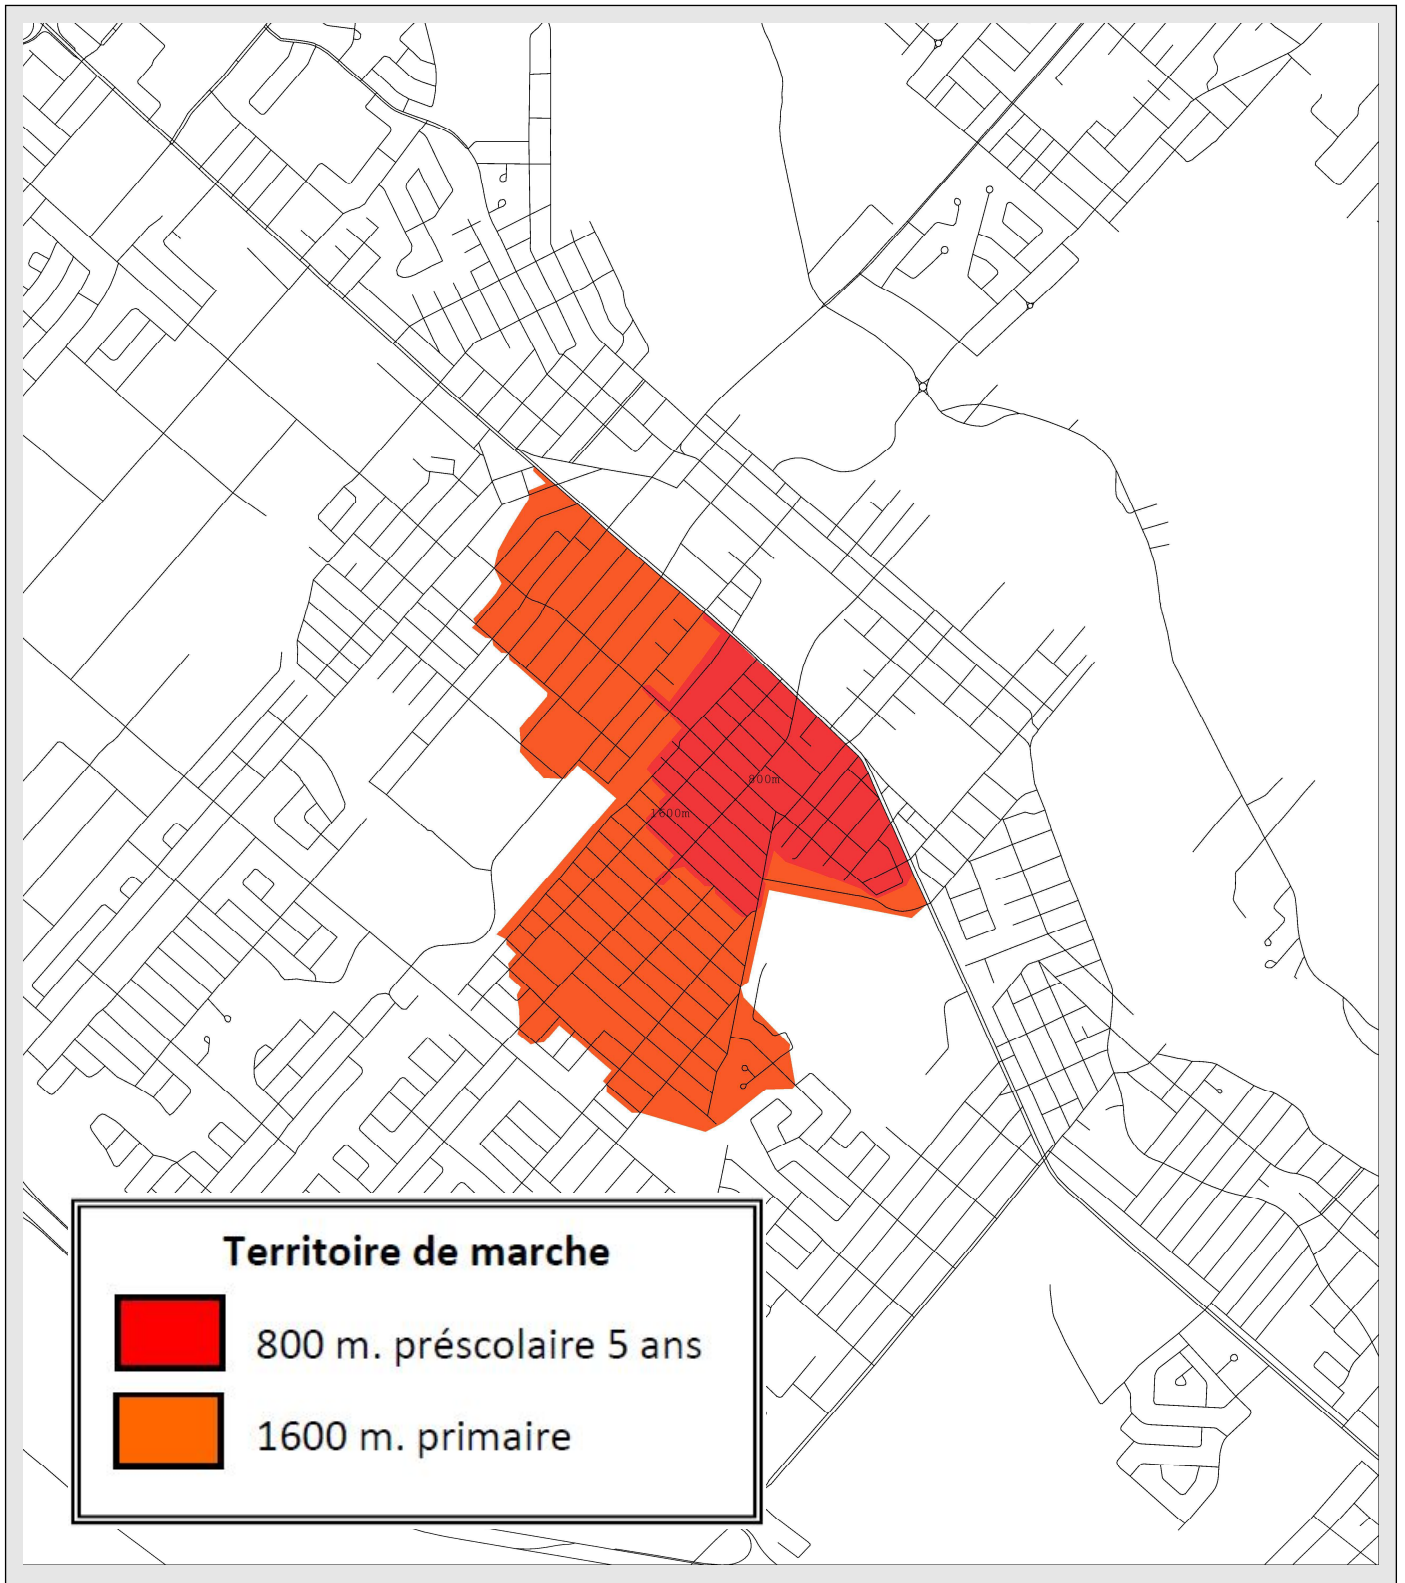 800m
1600m
Territoire de marche
800 m. préscolaire 5 ans
1600 m. primaire